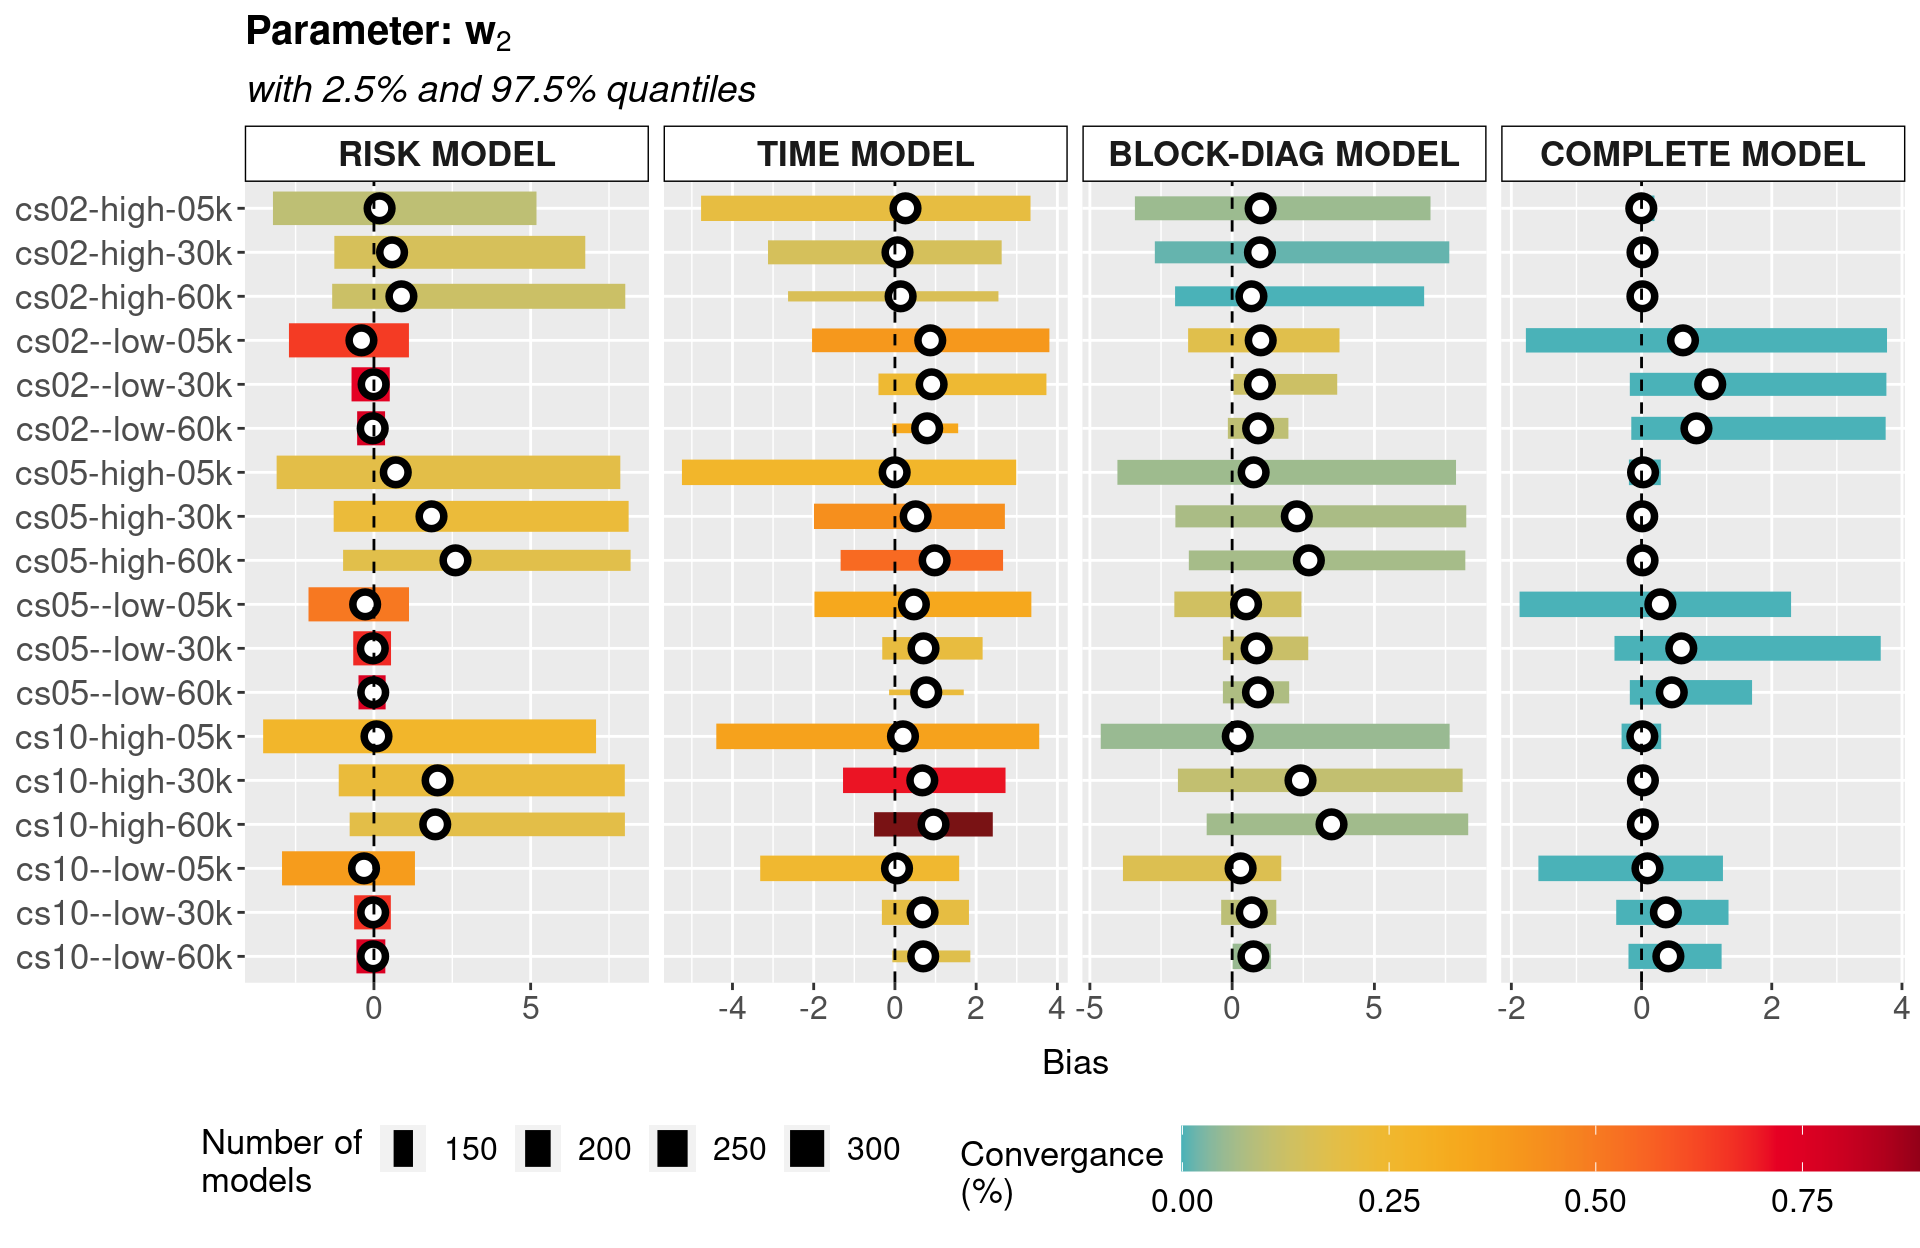 Parameter: w2
with 2.5% and 97.5% quantiles
RISK MODEL TIME MODEL BLOCK-DIAG MODEL COMPLETE MODEL
cs02-high-05k
cs02-high-30k
cs02-high-60k
cs02--low-05k
cs02--low-30k
cs02--low-60k
cs05-high-05k
cs05-high-30k
cs05-high-60k
cs05--low-05k
cs05--low-30k
cs05--low-60k
cs10-high-05k
cs10-high-30k
cs10-high-60k
cs10--low-05k
cs10--low-30k
cs10--low-60k
0 5 -4 -2 0 2 4 -5 0 5 -2 0 2 4
Bias
Number of models 150 200 250 300
Convergance (%)
0.00 0.25 0.50 0.75